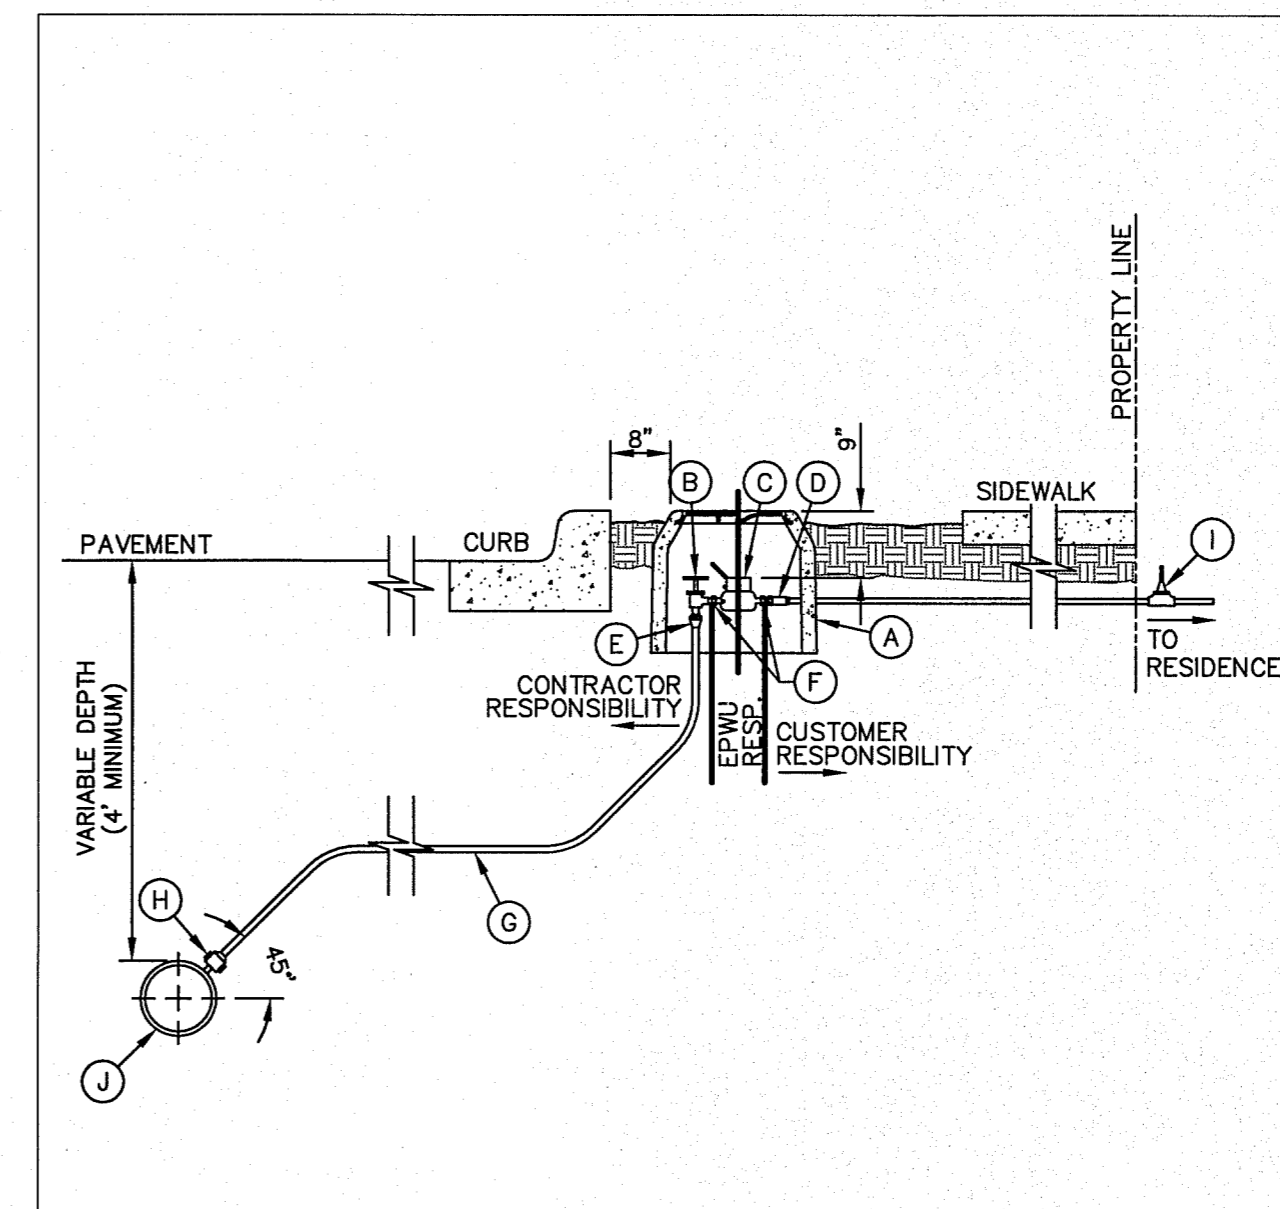 PROPERTY LINE
8"
9"
B
C
D
SIDEWALK
PAVEMENT
CURB
I
E
A
TO
RESIDENCE
F
CONTRACTOR
RESPONSIBILITY
EPWU
RESP.
CUSTOMER
RESPONSIBILITY
VARIABLE DEPTH
(4' MINIMUM)
H
G
45°
J